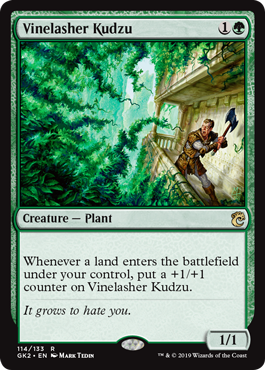 Vinelasher Kudzu 1
Creature — Plant
Whenever a land enters the battlefield
under your control, put a +1/+1
counter on Vinelasher Kudzu.
It grows to hate you.
1/1
114/133 R
GK2 • EN Mark Tedin
™ & © 2019 Wizards of the Coast